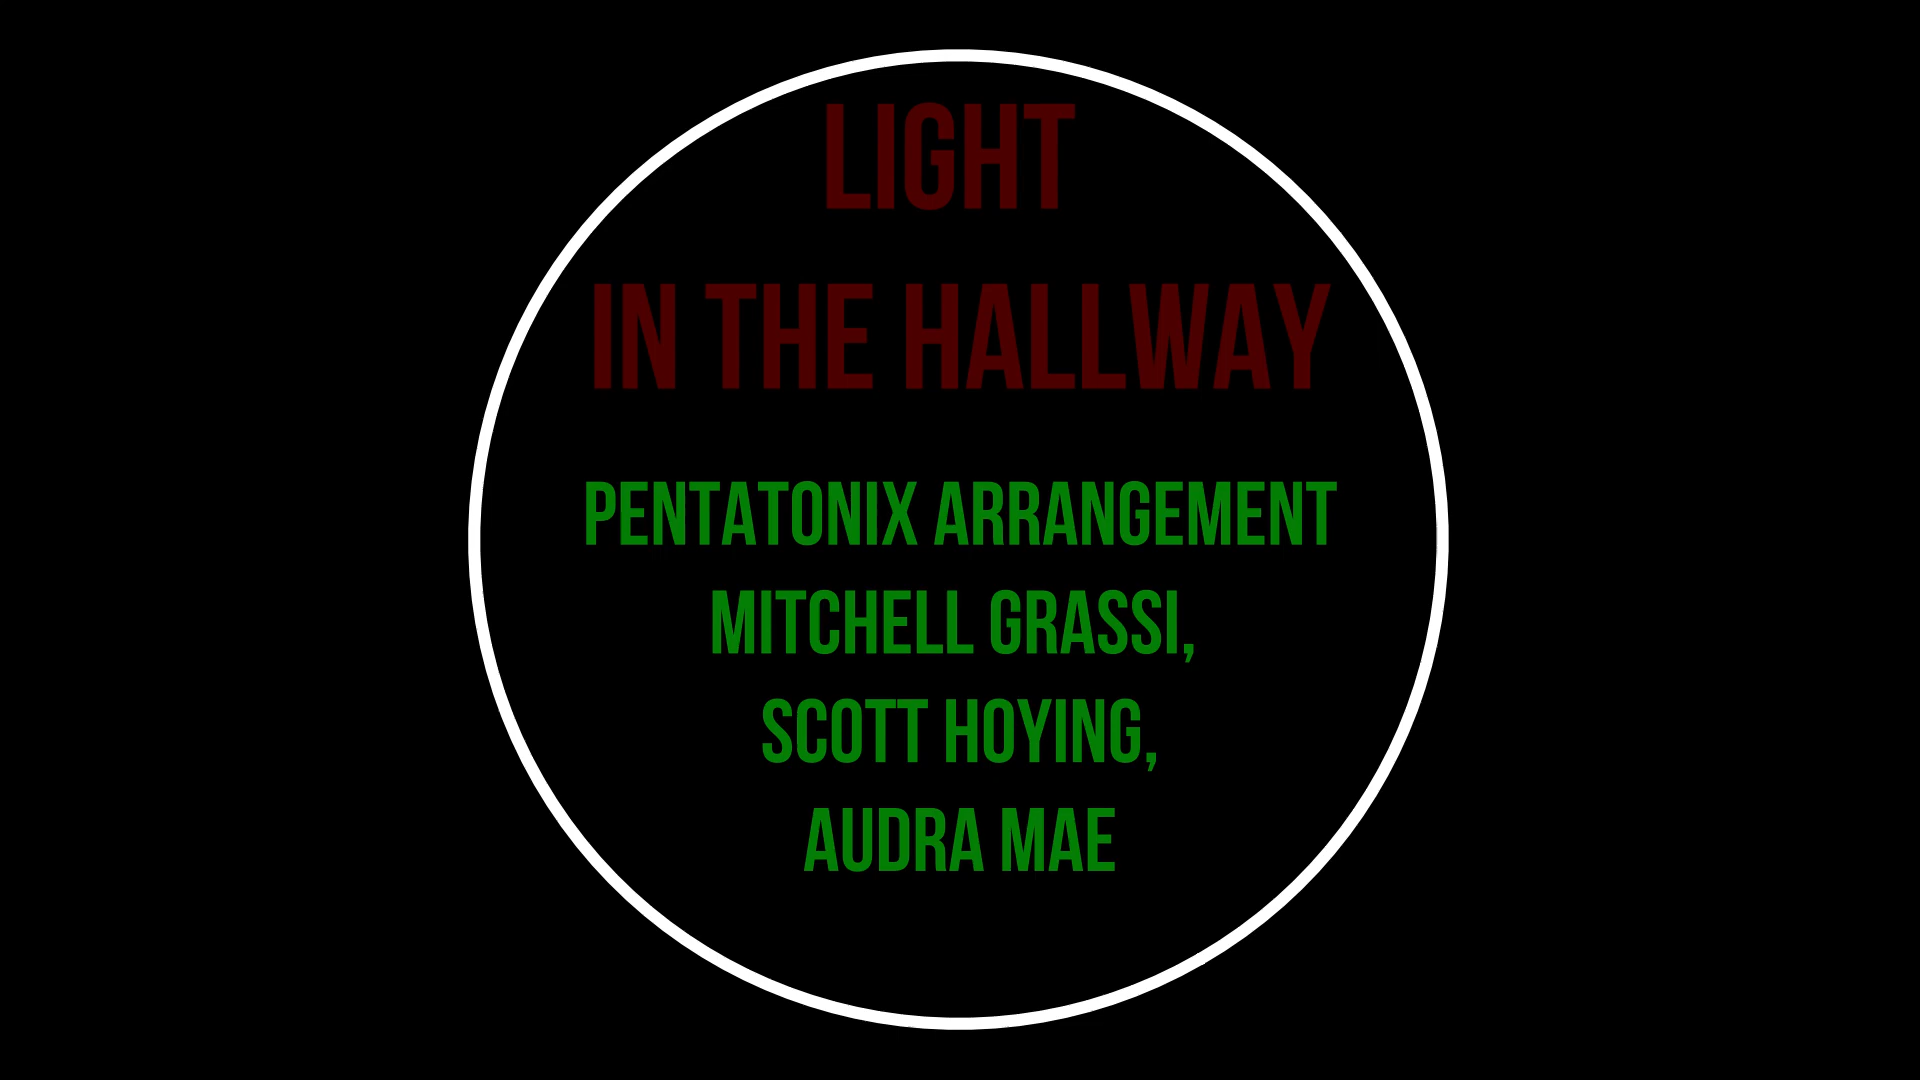 LIGHT
IN THE HALLWAY
PENTATONIX ARRANGEMENT
MITCHELL GRASSI,
SCOTT HOYING,
AUDRA MAE